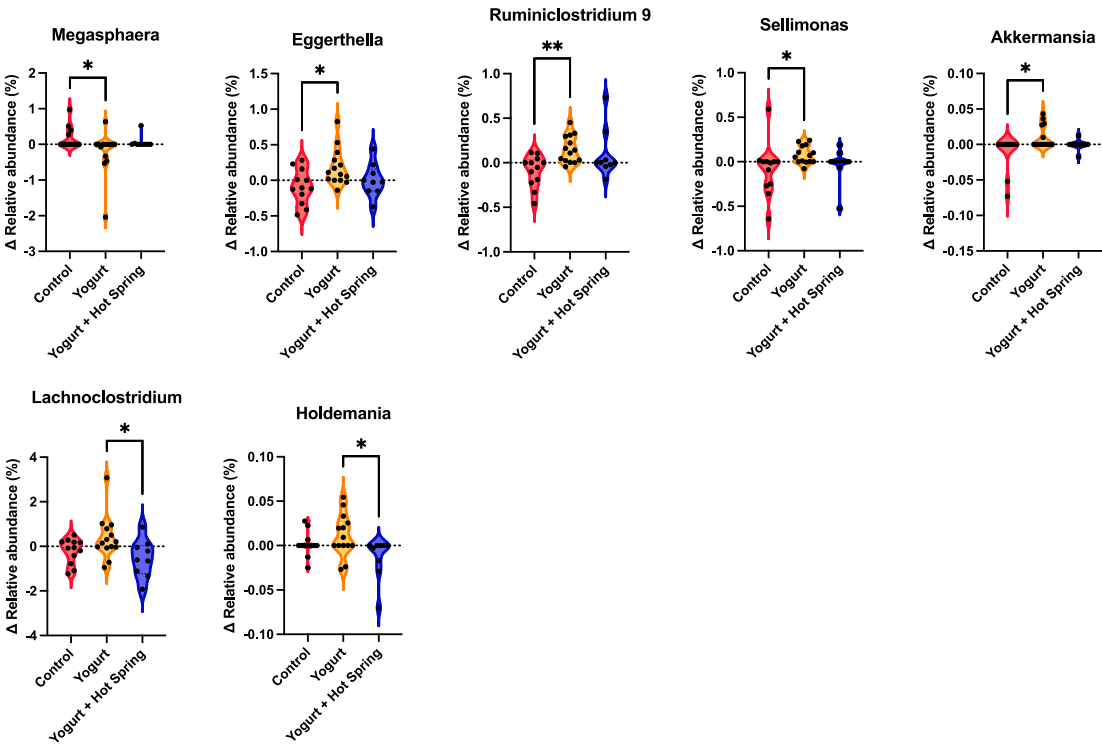 Megasphaera
Δ Relative abundance (%)
2
1
0
-1
-2
-3
*
Control
Yogurt
Yogurt + Hot Spring
Eggerthella
Δ Relative abundance (%)
1.5
1.0
0.5
0.0
-0.5
-1.0
*
Control
Yogurt
Yogurt + Hot Spring
Ruminiclostridium 9
Δ Relative abundance (%)
1.0
0.5
0.0
-0.5
-1.0
**
Control
Yogurt
Yogurt + Hot Spring
Sellimonas
Δ Relative abundance (%)
1.0
0.5
0.0
-0.5
-1.0
*
Control
Yogurt
Yogurt + Hot Spring
Akkermansia
Δ Relative abundance (%)
0.10
0.05
0.00
-0.05
-0.10
-0.15
*
Control
Yogurt
Yogurt + Hot Spring
Lachnoclostridium
Δ Relative abundance (%)
4
2
0
-2
-4
*
Control
Yogurt
Yogurt + Hot Spring
Holdemania
Δ Relative abundance (%)
0.10
0.05
0.00
-0.05
-0.10
*
Control
Yogurt
Yogurt + Hot Spring